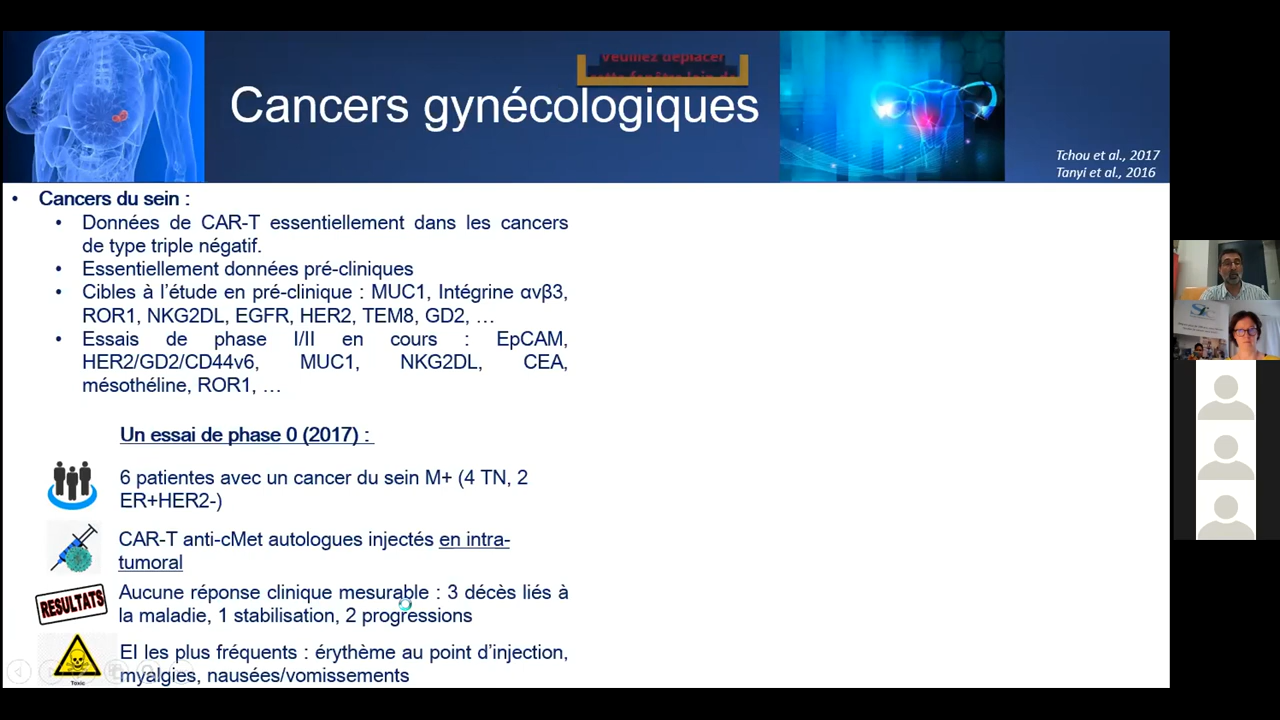 Veuillez déplacer
Cancers gynécologiques
Tchou et al., 2017
Tanyi et al., 2016
• Cancers du sein :
• Données de CAR-T essentiellement dans les cancers
de type triple négatif.
• Essentiellement données pré-cliniques
• Cibles à l’étude en pré-clinique : MUC1, Intégrine αvβ3,
ROR1, NKG2DL, EGFR, HER2, TEM8, GD2, …
• Essais de phase I/II en cours : EpCAM,
HER2/GD2/CD44v6, MUC1, NKG2DL, CEA,
mésothéline, ROR1, …
Un essai de phase 0 (2017) :
6 patientes avec un cancer du sein M+ (4 TN, 2
ER+HER2-)
CAR-T anti-cMet autologues injectés en intra-
tumoral
RESULTATS
Aucune réponse clinique mesurable : 3 décès liés à
la maladie, 1 stabilisation, 2 progressions
EI les plus fréquents : érythème au point d’injection,
myalgies, nausées/vomissements
Toxic